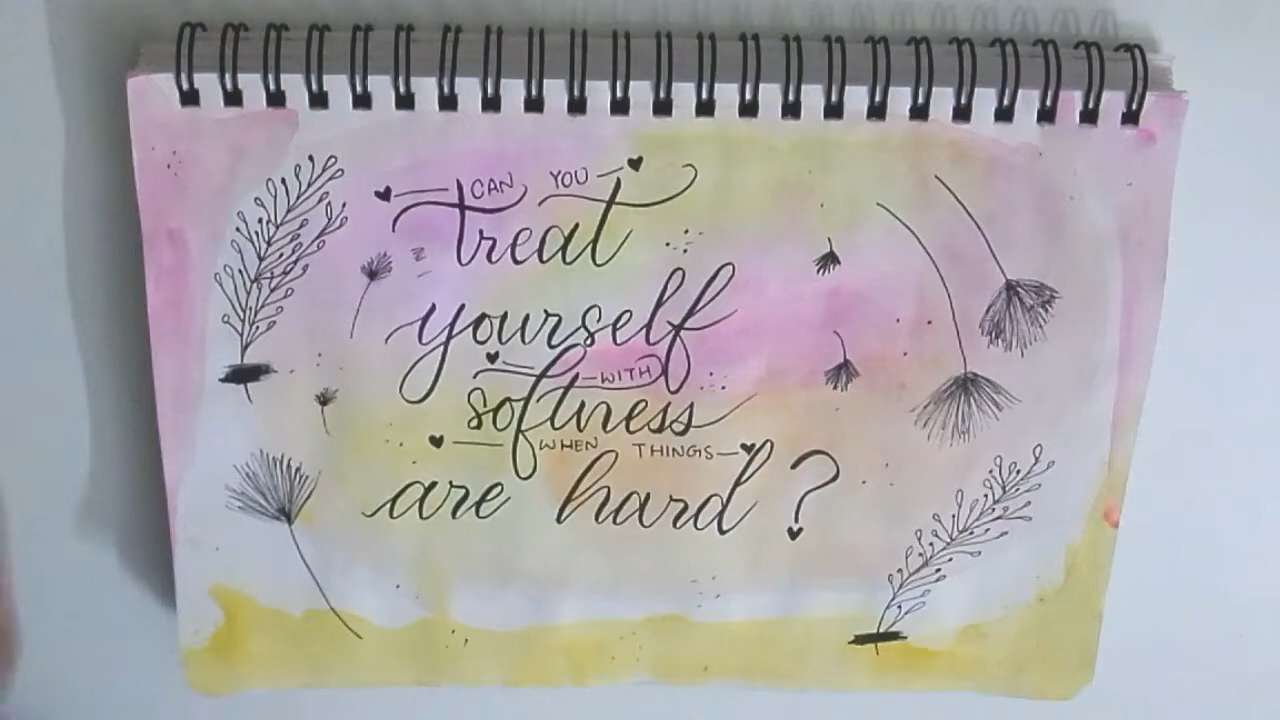 CAN YOU
treat
yourself
WITH
softness
WHEN THINGS
are hard?